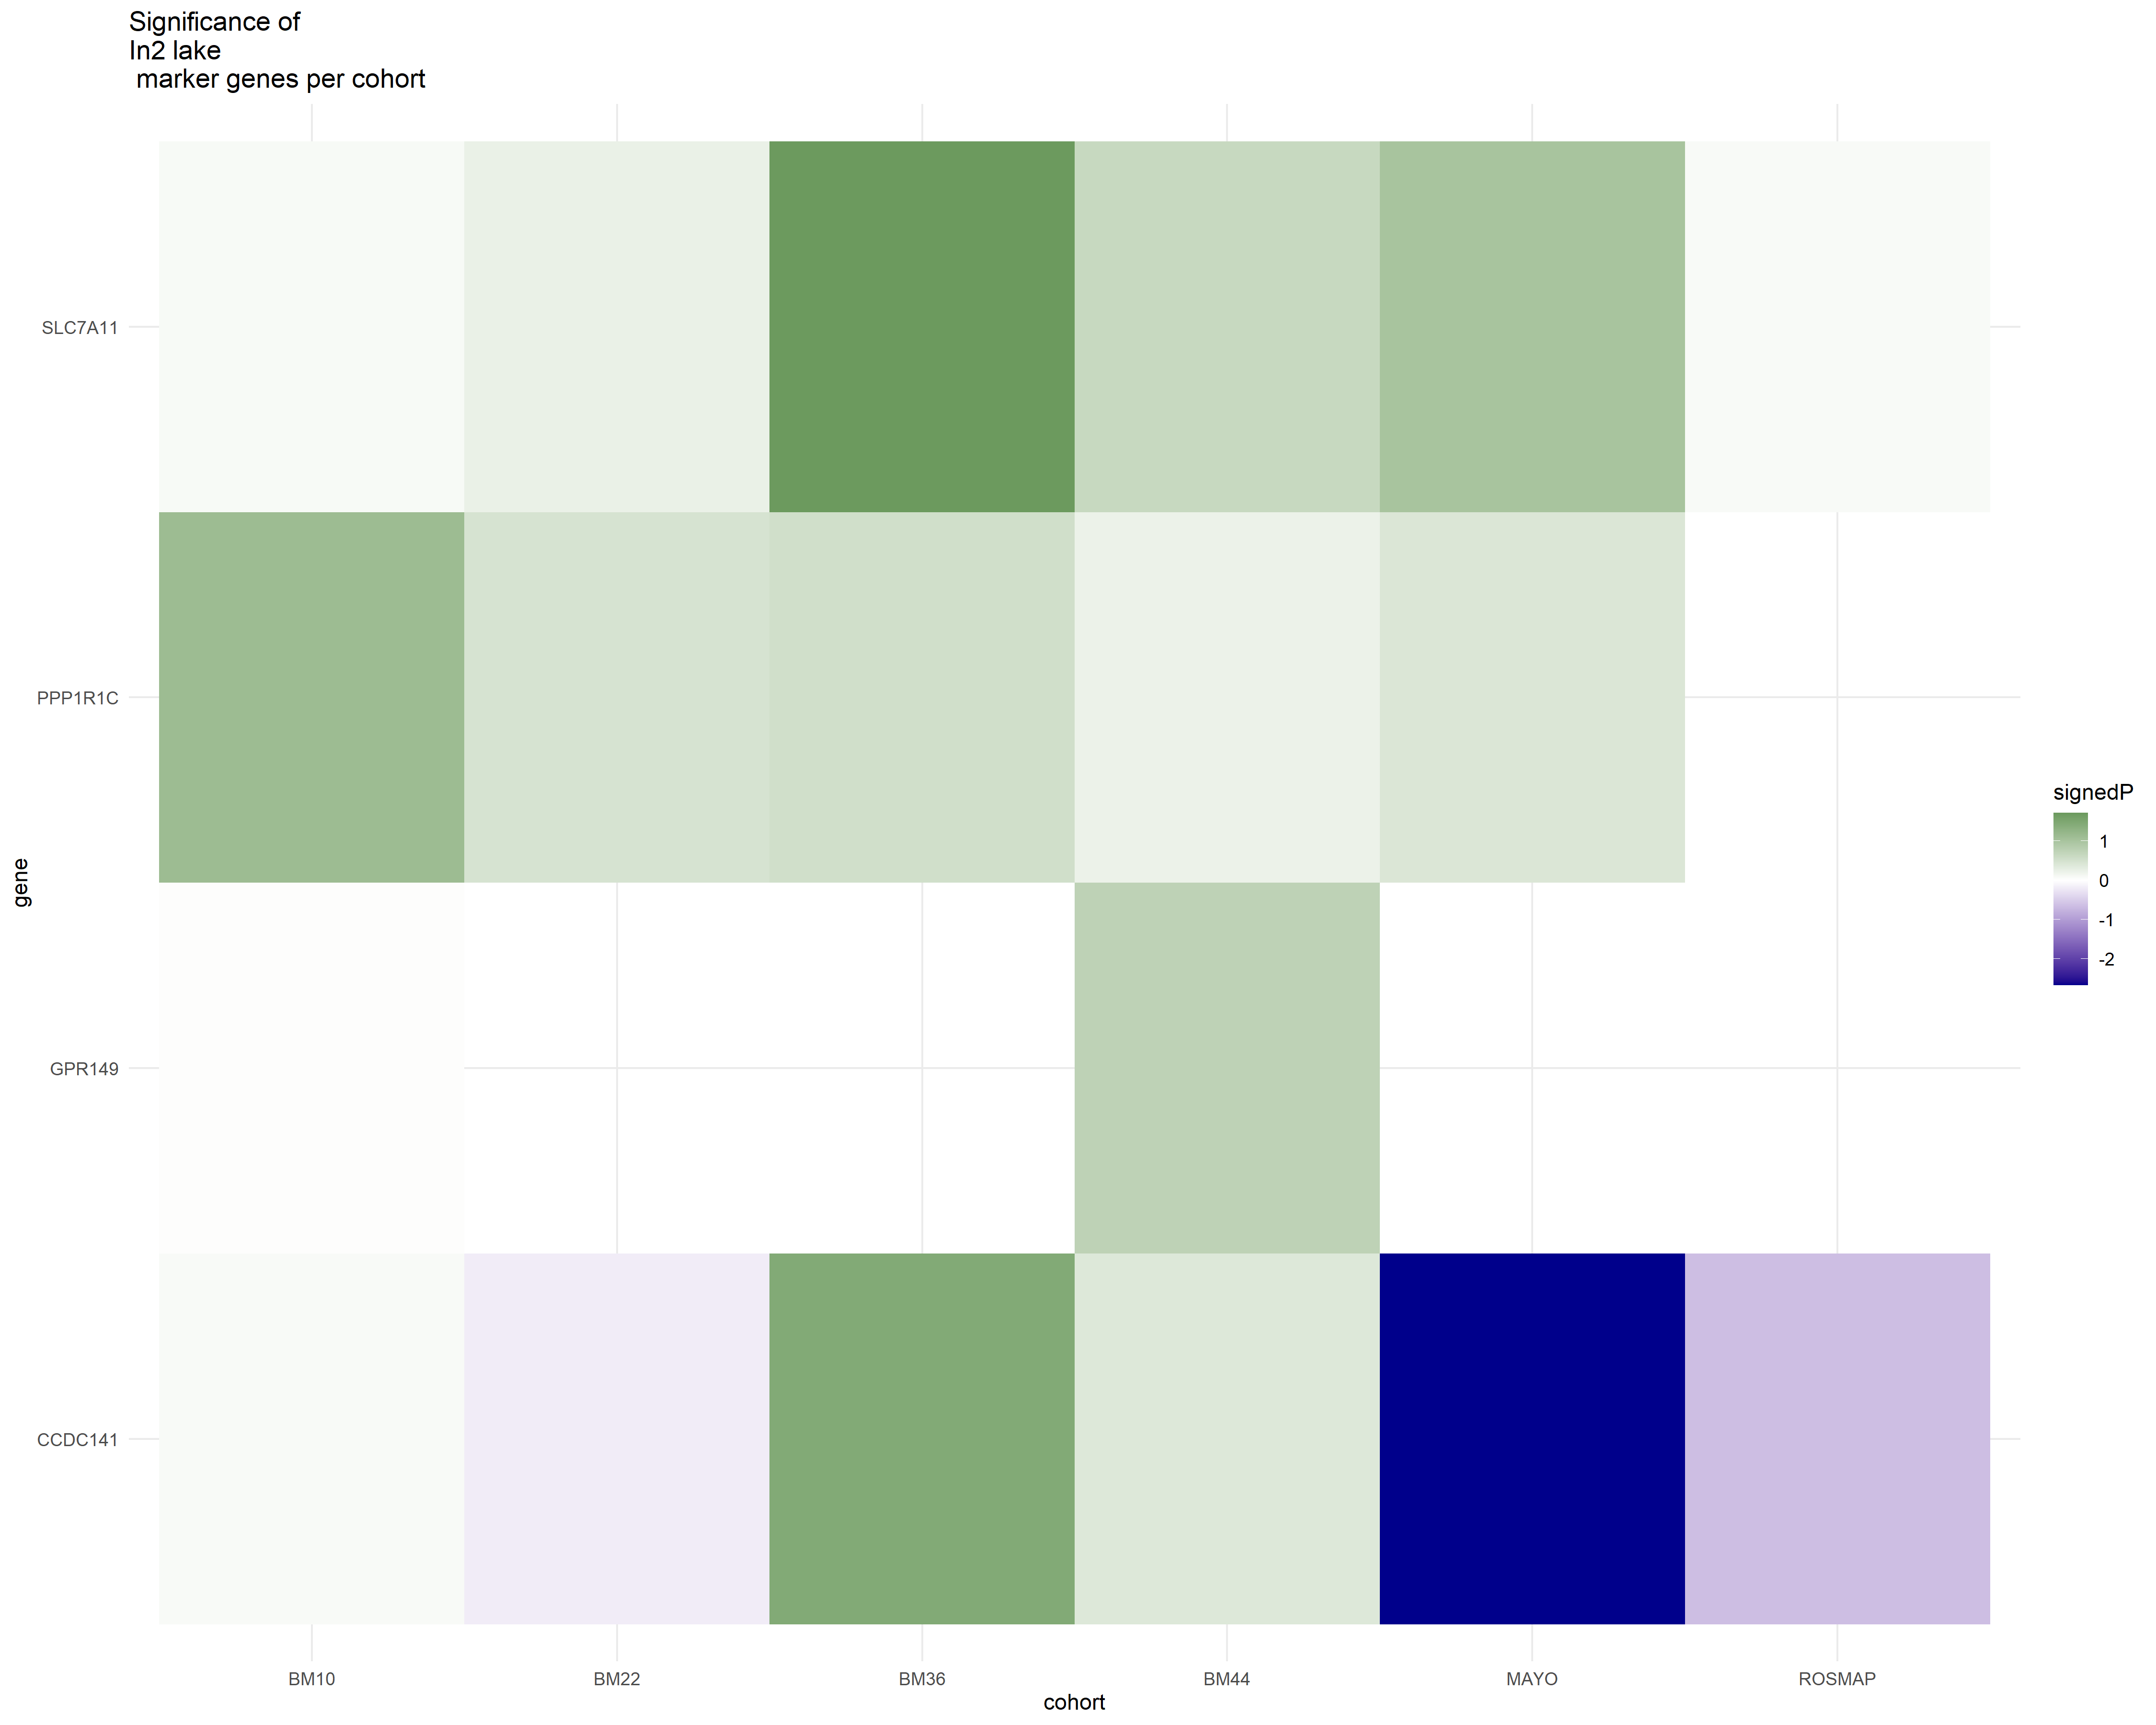 Significance of
In2 lake
marker genes per cohort
SLC7A11
PPP1R1C
GPR149
CCDC141
gene
BM10
BM22
BM36
BM44
MAYO
ROSMAP
cohort
signedP
1
0
-1
-2